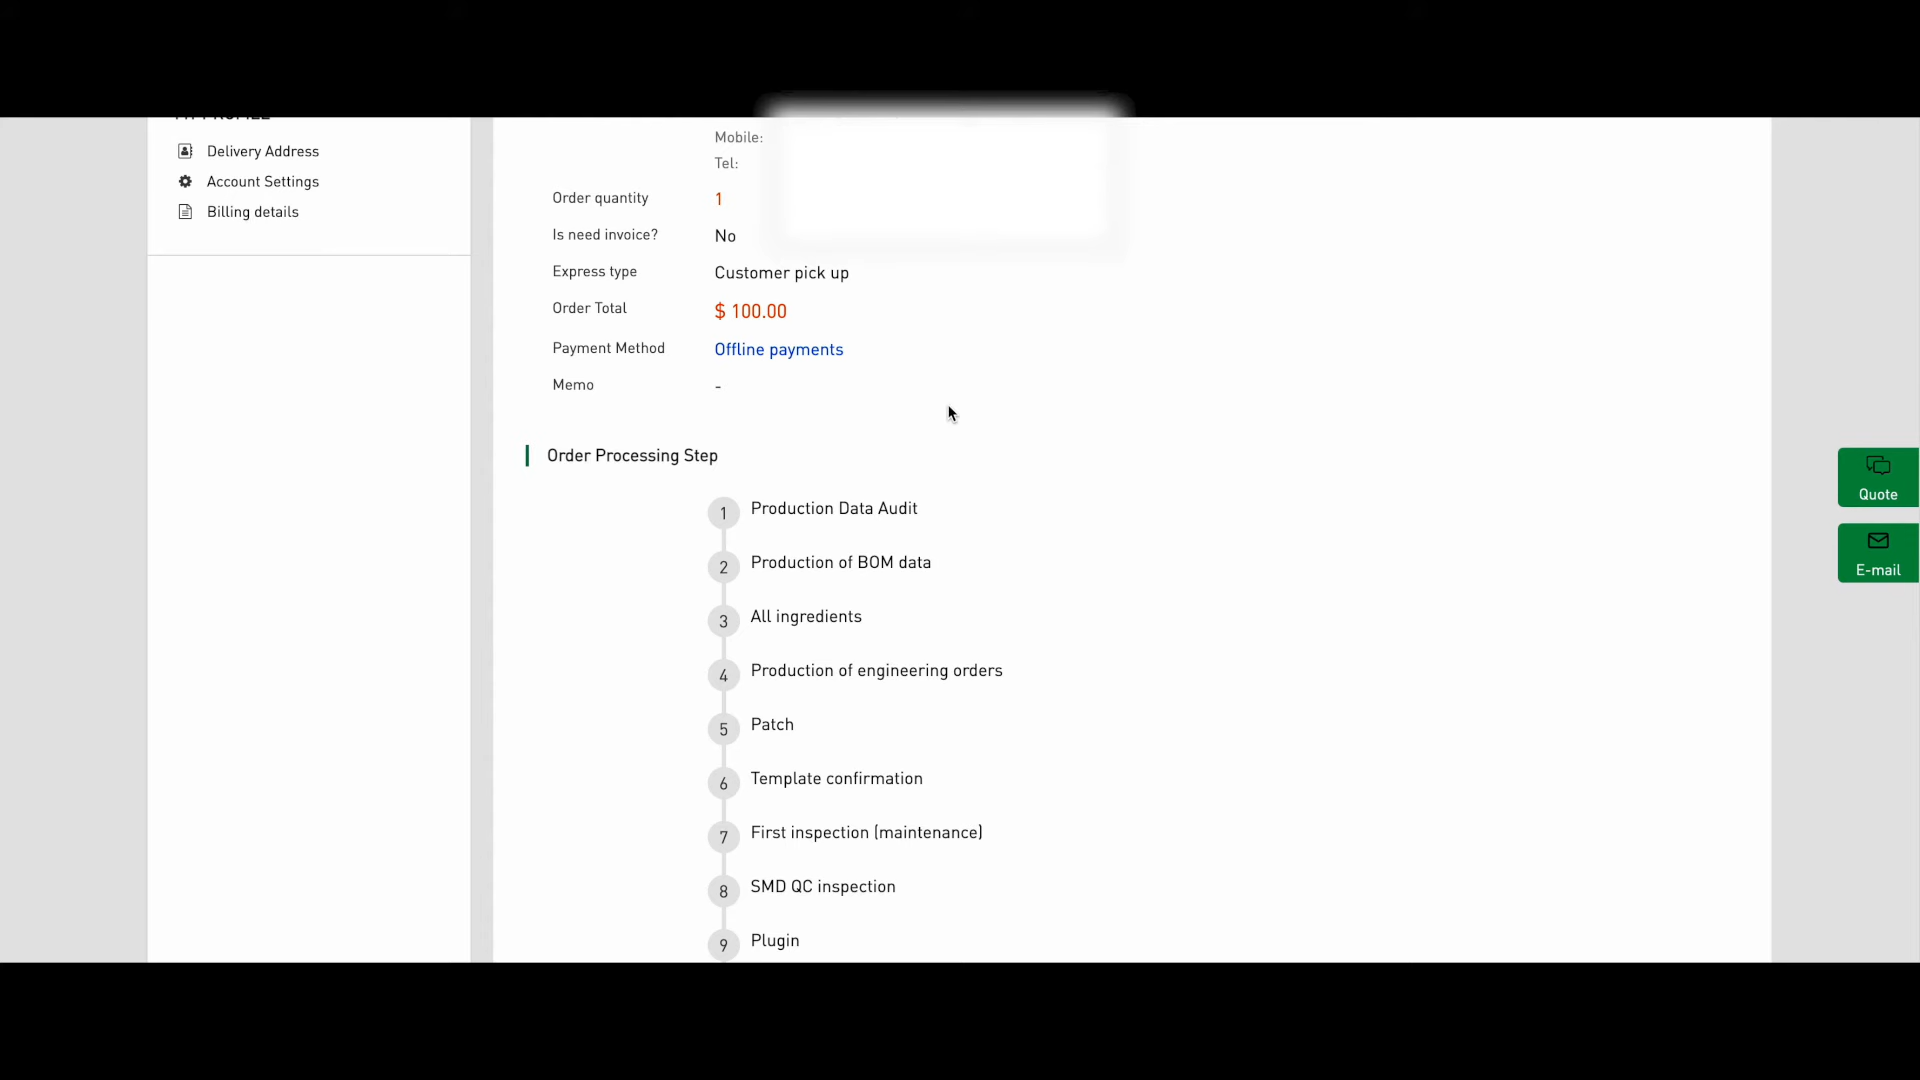 Delivery Address
Account Settings
Billing details
Mobile:
Tel:
Order quantity 1
Is need invoice? No
Express type Customer pick up
Order Total $ 100.00
Payment Method Offline payments
Memo -
Order Processing Step
1 Production Data Audit
2 Production of BOM data
3 All ingredients
4 Production of engineering orders
5 Patch
6 Template confirmation
7 First inspection (maintenance)
8 SMD QC inspection
9 Plugin
Quote
E-mail